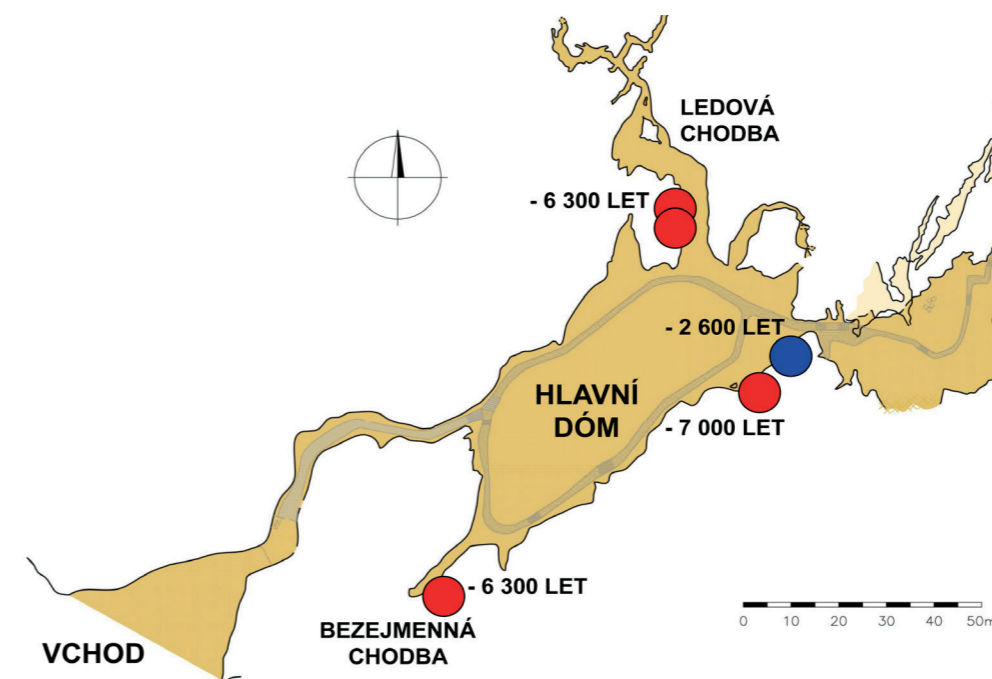 LEDOVÁ
CHODBA
- 6 300 LET
- 2 600 LET
HLAVNÍ
DÓM
- 7 000 LET
- 6 300 LET
BEZEJMENNÁ
CHODBA
VCHOD
0 10 20 30 40 50m